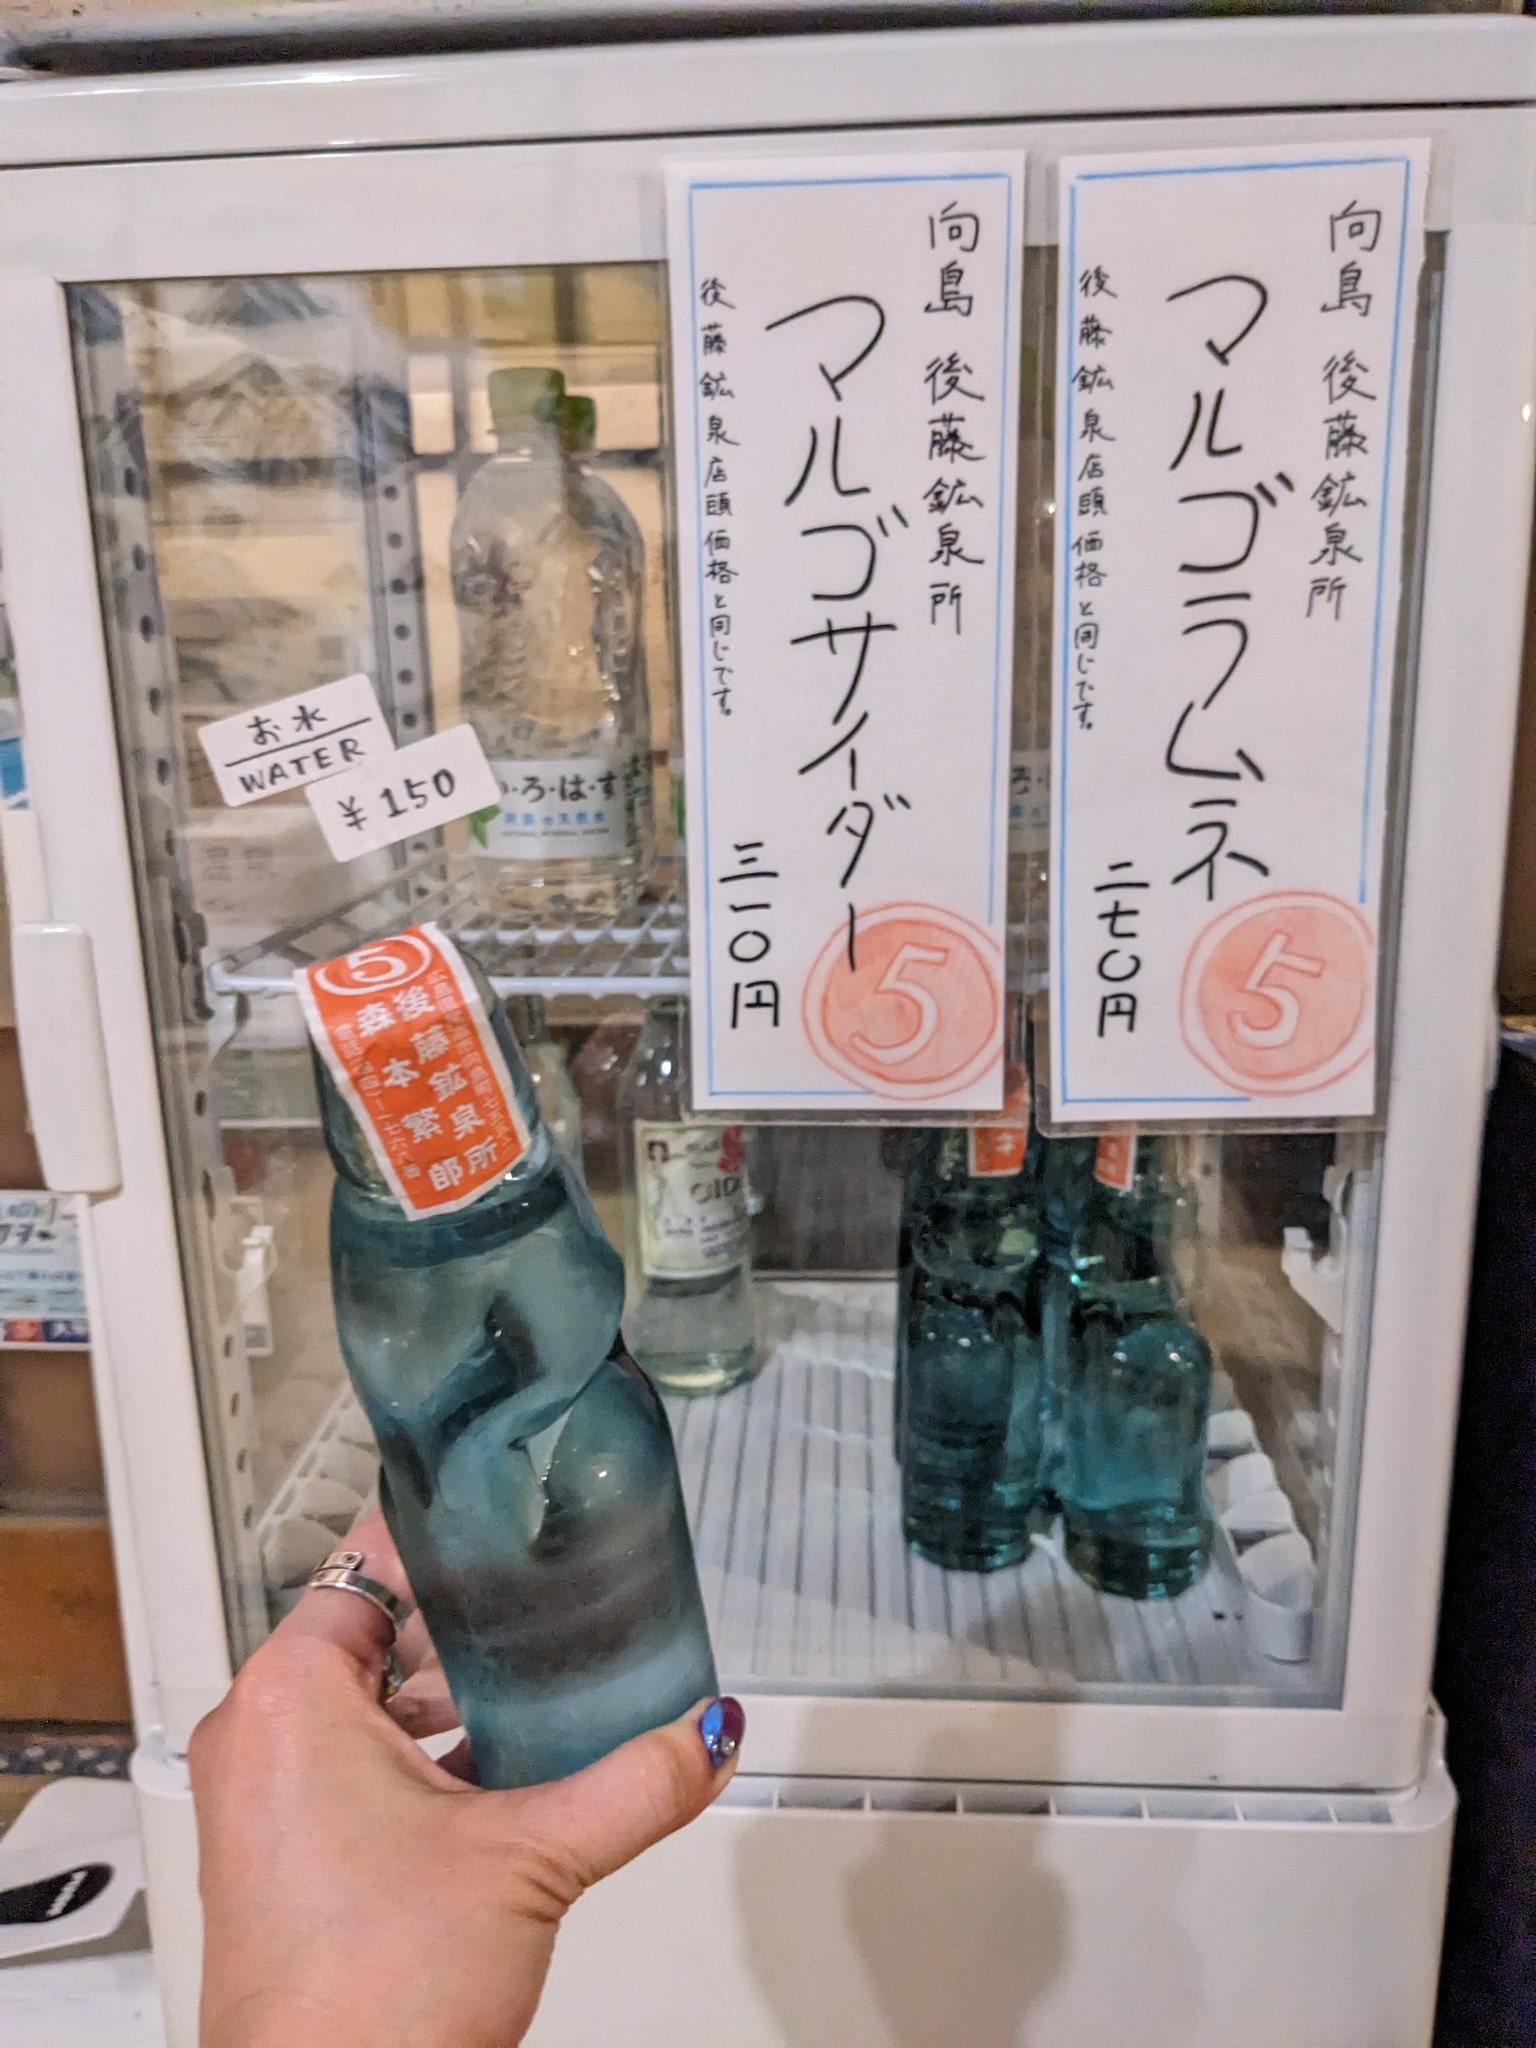 向島 後藤鉱泉所
マルゴラムネ
後藤鉱泉店頭価格と同じです。
二七〇円
5
向島 後藤鉱泉所
マルゴサイダー
後藤鉱泉店頭価格と同じです。
三一〇円
5
お水
WATER
¥150
ろ・は・す
の天然水
5
後藤鉱泉所
森本繁郎